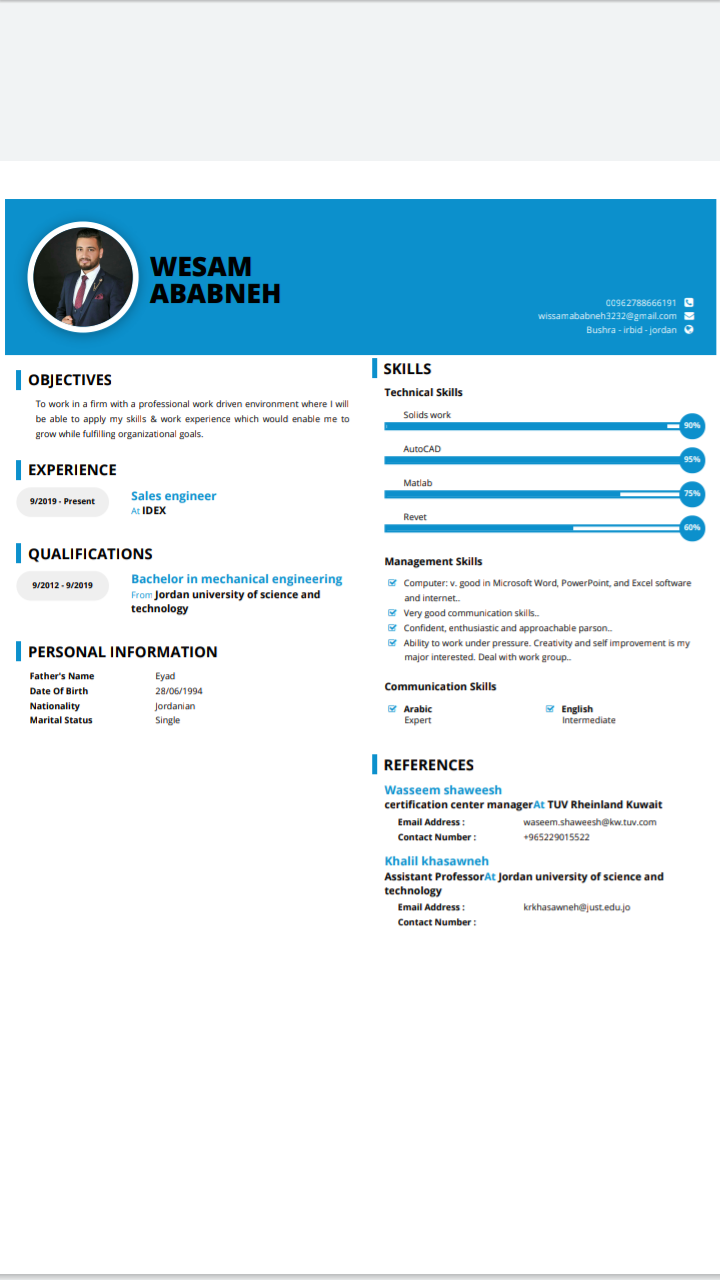 WESAM
ABABNEH
00962788666191
wissamababneh3232@gmail.com
Bushra - irbid - jordan
OBJECTIVES
To work in a firm with a professional work driven environment where I will
be able to apply my skills & work experience which would enable me to
grow while fulfilling organizational goals.
EXPERIENCE
9/2019 - Present
Sales engineer
At IDEX
QUALIFICATIONS
9/2012 - 9/2019
Bachelor in mechanical engineering
From Jordan university of science and
technology
PERSONAL INFORMATION
Father's Name Eyad
Date Of Birth 28/06/1994
Nationality Jordanian
Marital Status Single
SKILLS
Technical Skills
Solids work
90%
AutoCAD
95%
Matlab
75%
Revet
60%
Management Skills
Computer: v. good in Microsoft Word, PowerPoint, and Excel software
and internet..
Very good communication skills..
Confident, enthusiastic and approachable parson..
Ability to work under pressure. Creativity and self improvement is my
major interested. Deal with work group..
Communication Skills
Arabic English
Expert Intermediate
REFERENCES
Wasseem shaweesh
certification center managerAt TUV Rheinland Kuwait
Email Address : waseem.shaweesh@kw.tuv.com
Contact Number : +965229015522
Khalil khasawneh
Assistant ProfessorAt Jordan university of science and
technology
Email Address : krkhasawneh@just.edu.jo
Contact Number :